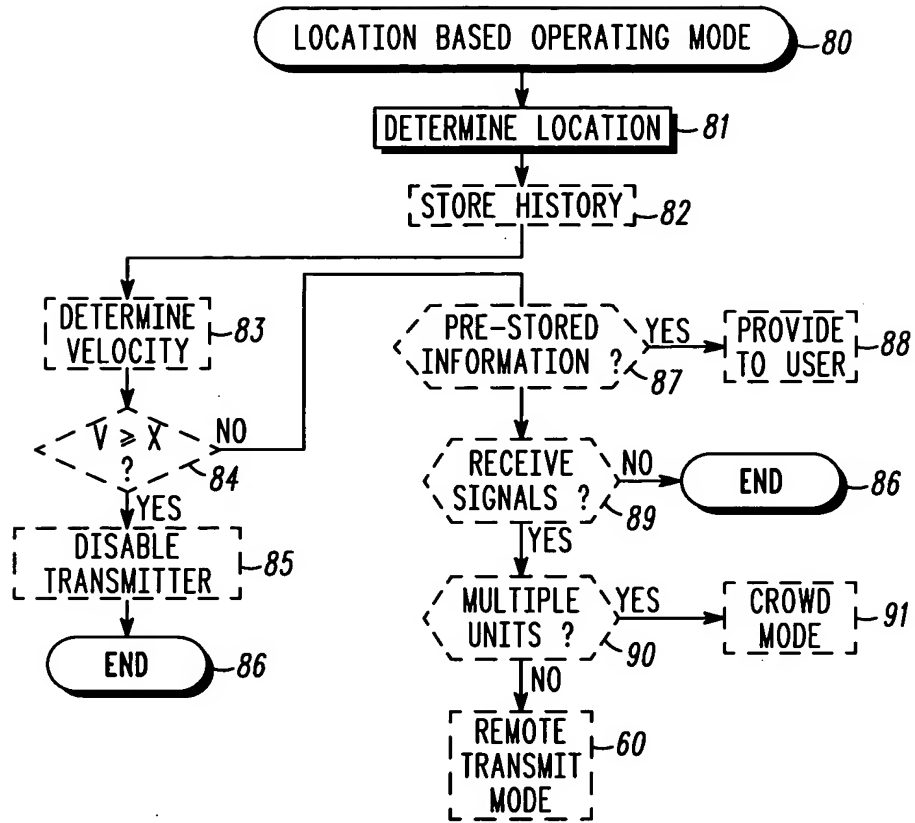 LOCATION BASED OPERATING MODE
80
DETERMINE LOCATION
81
STORE HISTORY
82
DETERMINE
VELOCITY
83
V ≥ X
?
84
NO
YES
DISABLE
TRANSMITTER
85
END
86
PRE-STORED
INFORMATION ?
87
YES
PROVIDE
TO USER
88
RECEIVE
SIGNALS ?
89
NO
END
86
YES
MULTIPLE
UNITS ?
90
YES
CROWD
MODE
91
NO
REMOTE
TRANSMIT
MODE
60